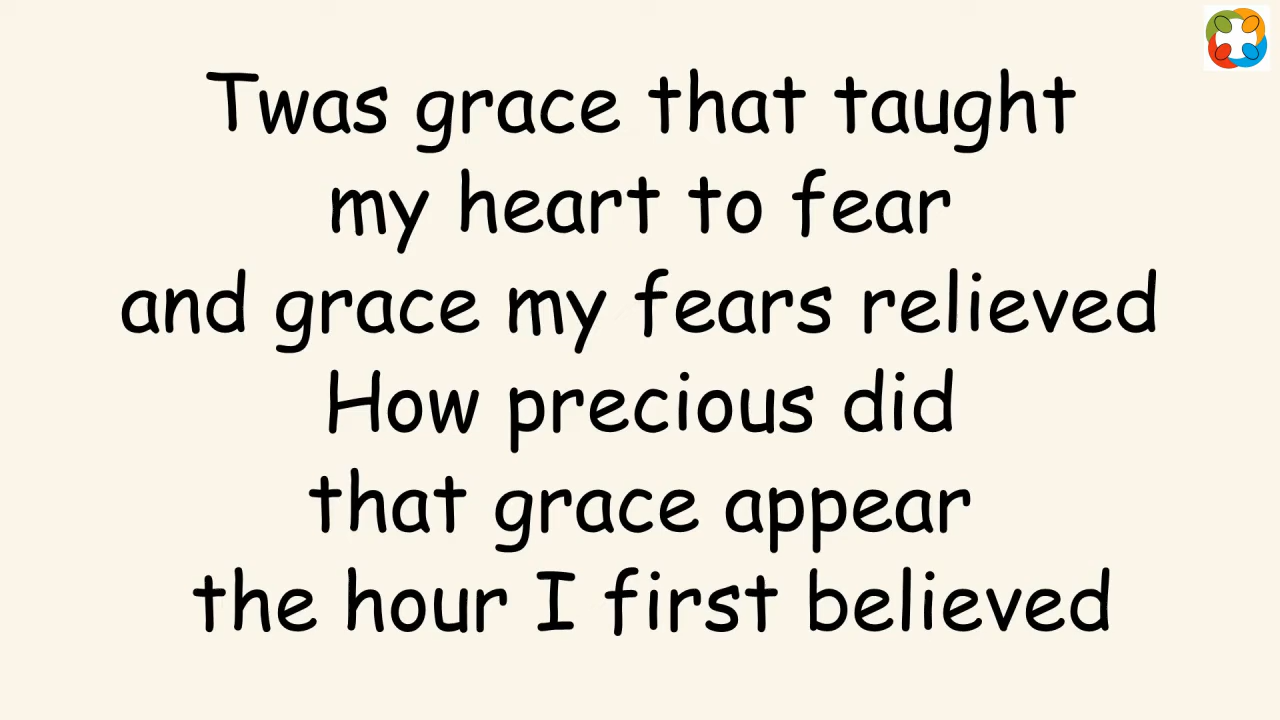 Twas grace that taught
my heart to fear
and grace my fears relieved
How precious did
that grace appear
the hour I first believed